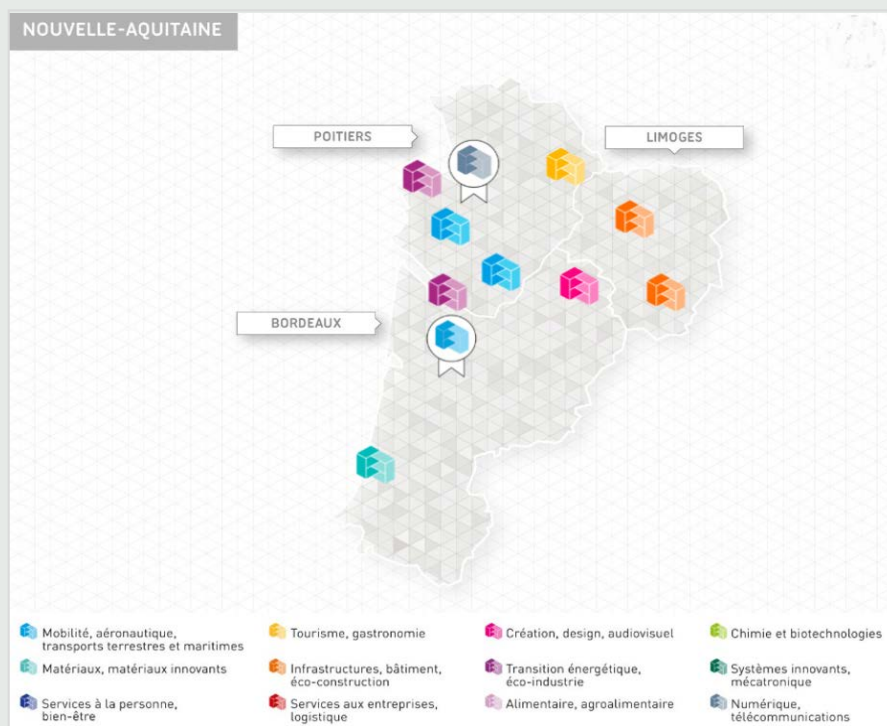 NOUVELLE-AQUITAINE
POITIERS
LIMOGES
BORDEAUX
Mobilité, aéronautique,
transports terrestres et maritimes
Tourisme, gastronomie
Création, design, audiovisuel
Chimie et biotechnologies
Matériaux, matériaux innovants
Infrastructures, bâtiment,
éco-construction
Transition énergétique,
éco-industrie
Systèmes innovants,
mécatronique
Services à la personne,
bien-être
Services aux entreprises,
logistique
Alimentaire, agroalimentaire
Numérique,
télécommunications